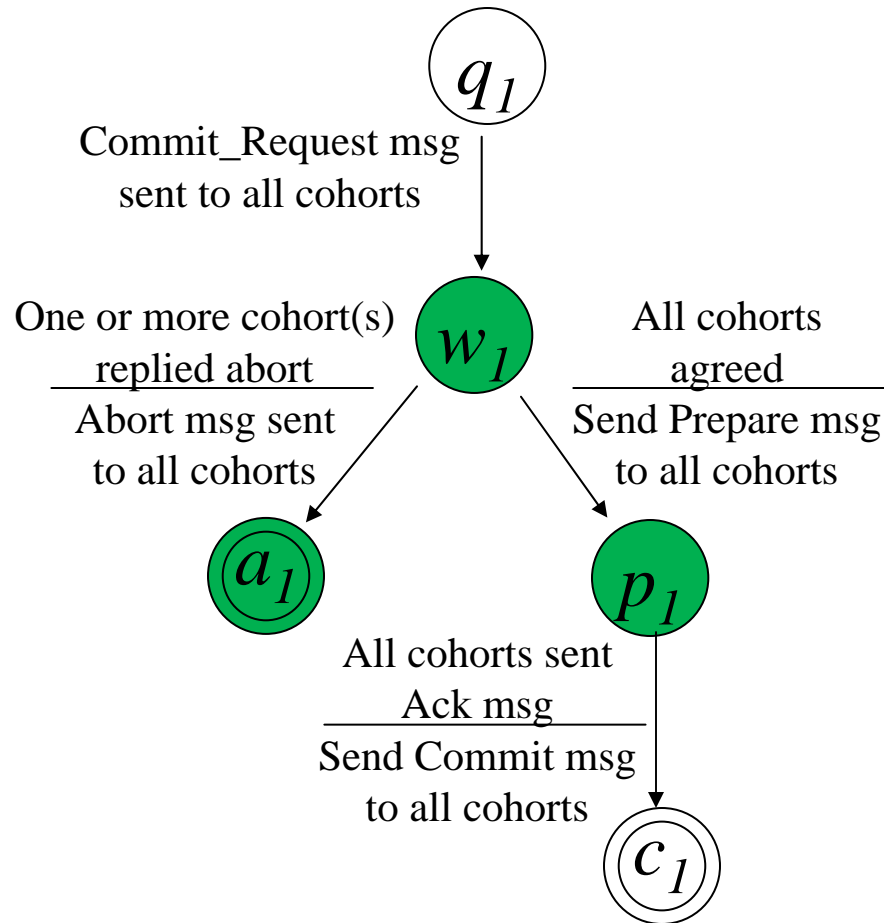 q1
Commit_Request msg
sent to all cohorts
w1
One or more cohort(s)
replied abort
Abort msg sent
to all cohorts
All cohorts
agreed
Send Prepare msg
to all cohorts
a1
p1
All cohorts sent
Ack msg
Send Commit msg
to all cohorts
c1